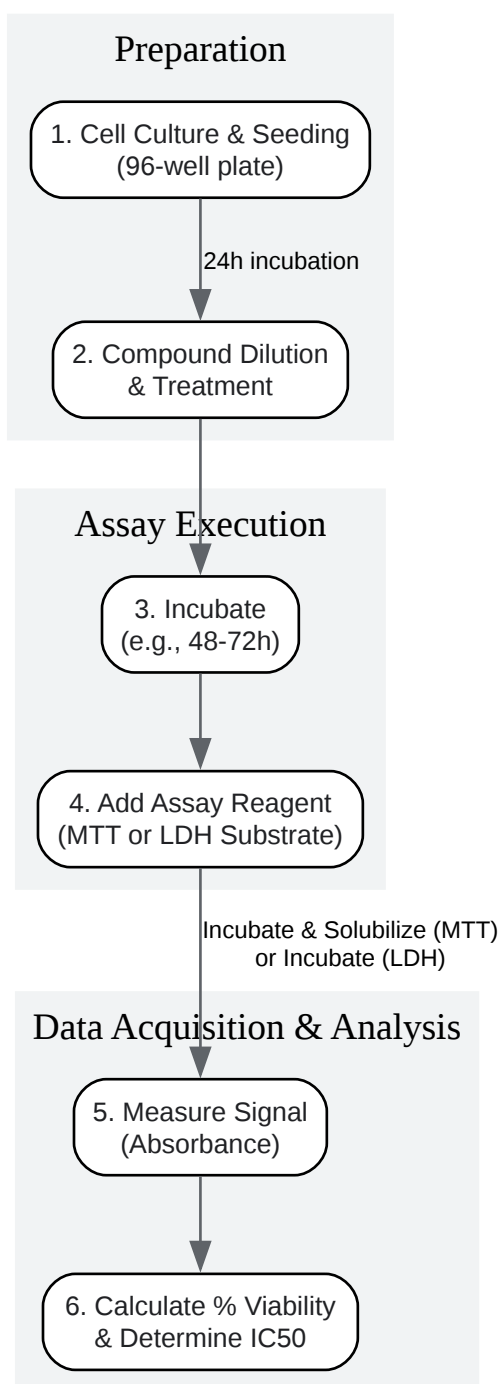 Preparation
1. Cell Culture & Seeding
(96-well plate)
24h incubation
2. Compound Dilution
& Treatment
Assay Execution
3. Incubate
(e.g., 48-72h)
4. Add Assay Reagent
(MTT or LDH Substrate)
Incubate & Solubilize (MTT)
or Incubate (LDH)
Data Acquisition & Analysis
5. Measure Signal
(Absorbance)
6. Calculate % Viability
& Determine IC50